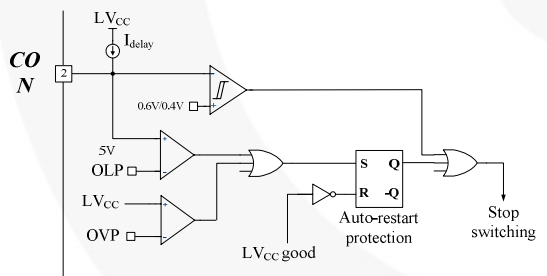 LVCC
Idelay
CO
N
2
0.6V/0.4V
-
+
5V
OLP
+
-
LVCC
OVP
+
-
S
Q
R
-Q
LVCC good
Auto-restart
protection
Stop
switching